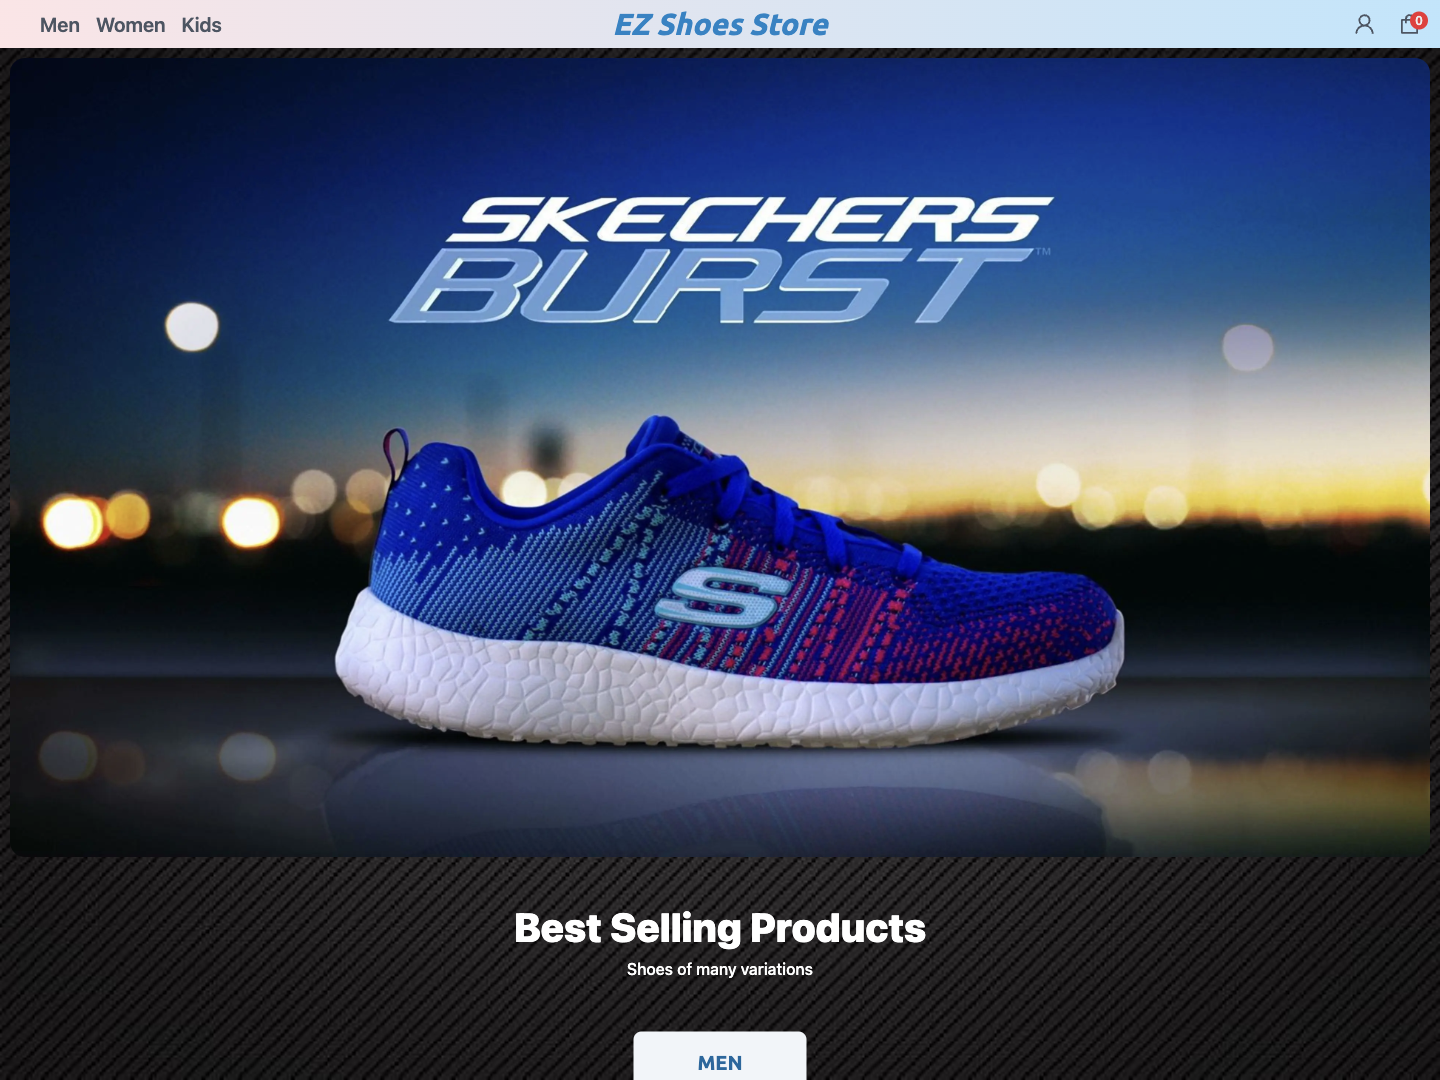 Men Women Kids
EZ Shoes Store
0
SKECHERS
BURST™
S
Best Selling Products
Shoes of many variations
MEN